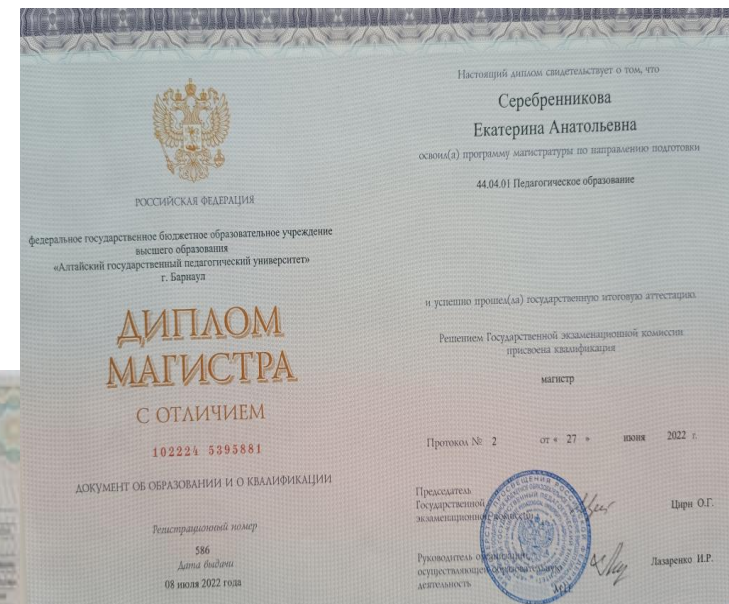 РОССИЙСКАЯ ФЕДЕРАЦИЯ
федеральное государственное бюджетное образовательное учреждение
высшего образования
«Алтайский государственный педагогический университет»
г. Барнаул
ДИПЛОМ
МАГИСТРА
С ОТЛИЧИЕМ
102224 5395881
ДОКУМЕНТ ОБ ОБРАЗОВАНИИ И О КВАЛИФИКАЦИИ
Регистрационный номер
586
Дата выдачи
08 июля 2022 года
Настоящий диплом свидетельствует о том, что
Серебренникова
Екатерина Анатольевна
освоил(а) программу магистратуры по направлению подготовки
44.04.01 Педагогическое образование
и успешно прошел(ла) государственную итоговую аттестацию
Решением Государственной экзаменационной комиссии
присвоена квалификация
магистр
Протокол № 2 от « 27 » июня 2022 г.
Председатель
Государственной
экзаменационной комиссии
Цирн О.Г.
Руководитель организации,
осуществляющей образовательную
деятельность
Лазаренко И.Р.
М.П.